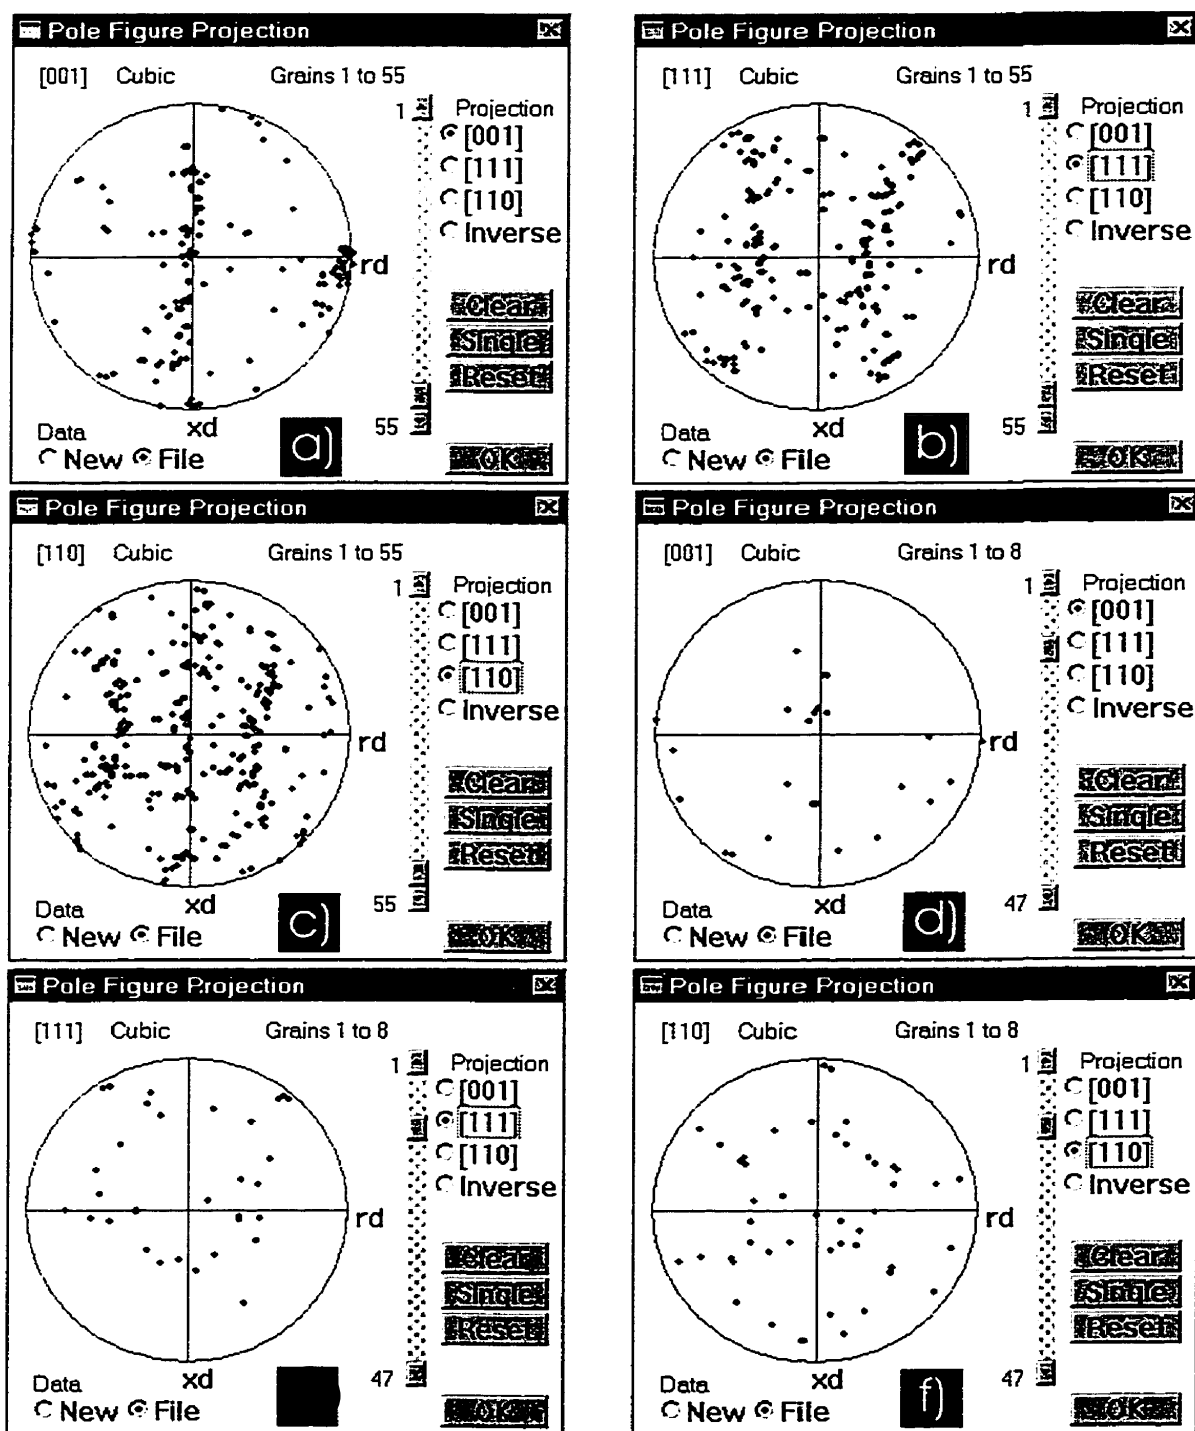 Pole Figure Projection
[001] Cubic Grains 1 to 55
1 Projection
[001]
[111]
[110]
Inverse
rd
Clear
Single
Reset
55
xd
Data
New File
a)
OK
Pole Figure Projection
[111] Cubic Grains 1 to 55
1 Projection
[001]
[111]
[110]
Inverse
rd
Clear
Single
Reset
55
xd
Data
New File
b)
OK
Pole Figure Projection
[110] Cubic Grains 1 to 55
1 Projection
[001]
[111]
[110]
Inverse
rd
Clear
Single
Reset
55
xd
Data
New File
c)
OK
Pole Figure Projection
[001] Cubic Grains 1 to 8
1 Projection
[001]
[111]
[110]
Inverse
rd
Clear
Single
Reset
47
xd
Data
New File
d)
OK
Pole Figure Projection
[111] Cubic Grains 1 to 8
1 Projection
[001]
[111]
[110]
Inverse
rd
Clear
Single
Reset
47
xd
Data
New File
OK
Pole Figure Projection
[110] Cubic Grains 1 to 8
1 Projection
[001]
[111]
[110]
Inverse
rd
Clear
Single
Reset
47
xd
Data
New File
f)
OK